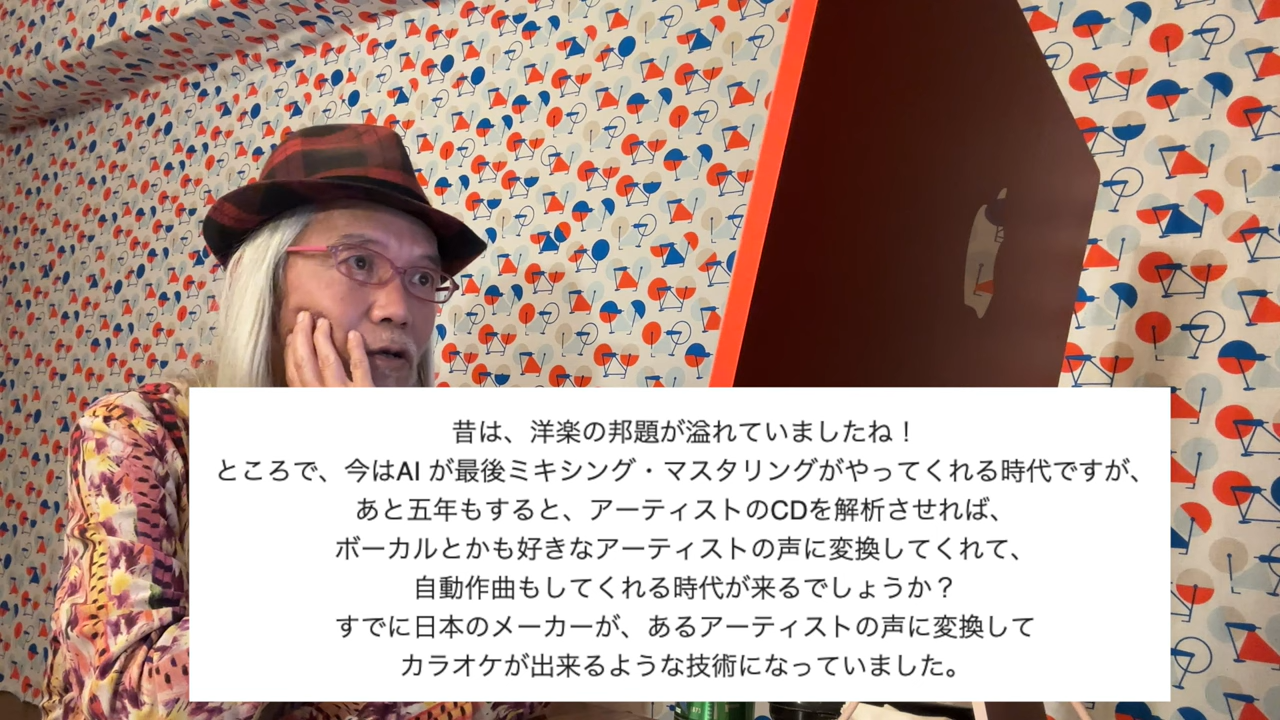 昔は、洋楽の邦題が溢れていましたね！
ところで、今はAI が最後ミキシング・マスタリングがやってくれる時代ですが、
あと五年もすると、アーティストのCDを解析させれば、
ボーカルとかも好きなアーティストの声に変換してくれて、
自動作曲もしてくれる時代が来るでしょうか？
すでに日本のメーカーが、あるアーティストの声に変換して
カラオケが出来るような技術になっていました。